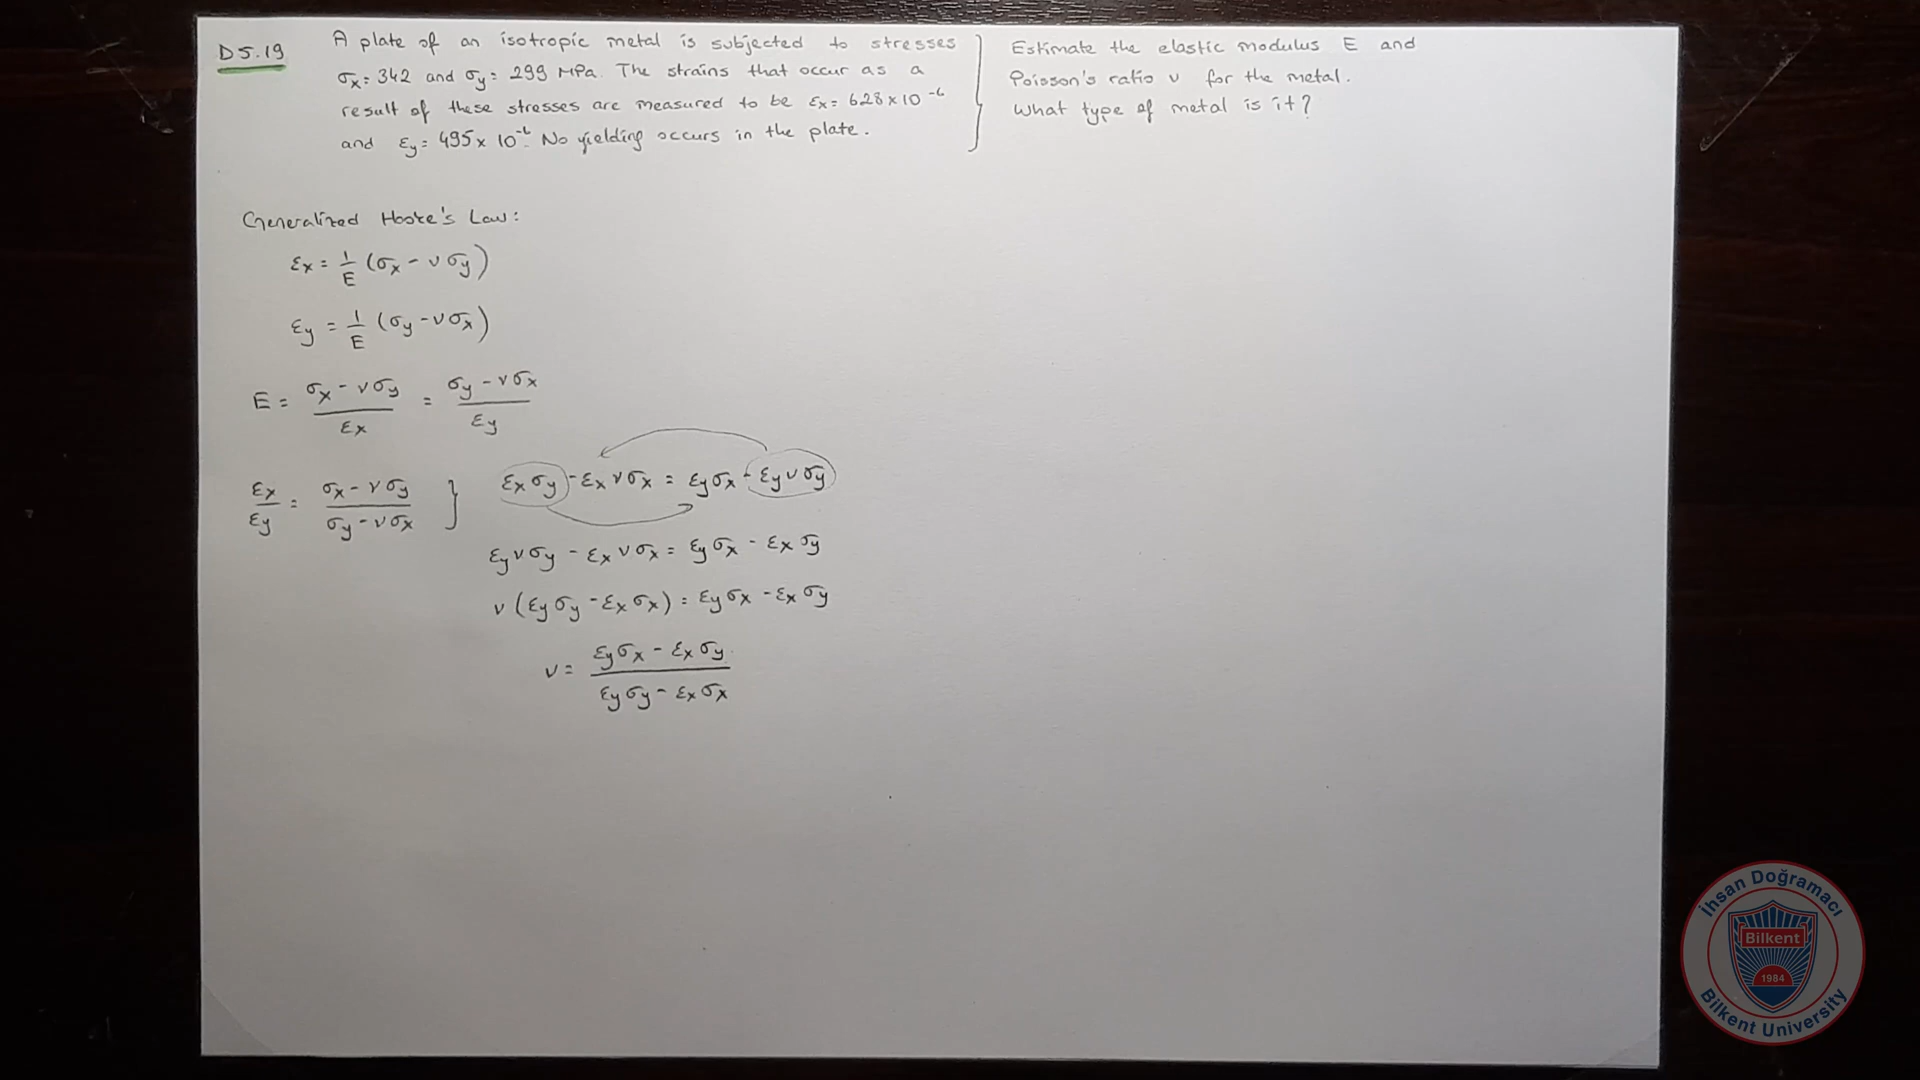 D5.19
A plate of an isotropic metal is subjected to stresses
σx = 342 and σy = 299 MPa. The strains that occur as a
result of these stresses are measured to be εx = 628 x 10^-6
and εy = 495 x 10^-6. No yielding occurs in the plate.
Estimate the elastic modulus E and
Poisson's ratio ν for the metal.
What type of metal is it?
Generalized Hooke's Law:
εx = 1/E (σx - ν σy)
εy = 1/E (σy - νσx)
E = (σx - νσy)/εx = (σy - νσx)/εy
εx/εy = (σx - νσy)/(σy - νσx) }
εxσy - εx νσx = εyσx - εyνσy
εyνσy - εx νσx = εyσx - εxσy
ν (εyσy - εxσx) = εyσx - εxσy
ν = (εyσx - εxσy)/(εyσy - εxσx)
İhsan Doğramacı
Bilkent
1984
Bilkent University